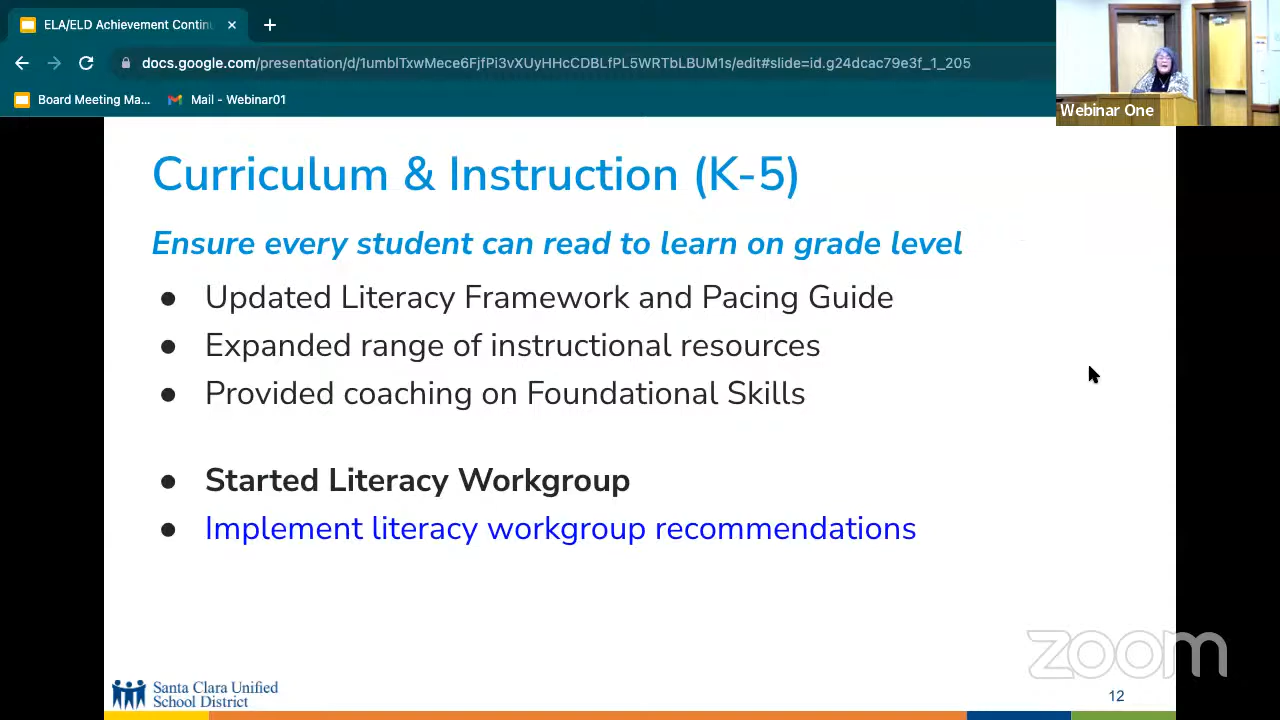 ELA/ELD Achievement Contin
docs.google.com/presentation/d/1umbITxwMece6FjfPi3vXUyHHcCDBLfPL5WRTbLBUM1s/edit#slide=id.g24dcac79e3f_1_205
Board Meeting Ma... Mail - Webinar01
Webinar One
Curriculum & Instruction (K-5)
Ensure every student can read to learn on grade level
● Updated Literacy Framework and Pacing Guide
● Expanded range of instructional resources
● Provided coaching on Foundational Skills
● Started Literacy Workgroup
● Implement literacy workgroup recommendations
zoom
Santa Clara Unified
School District
12